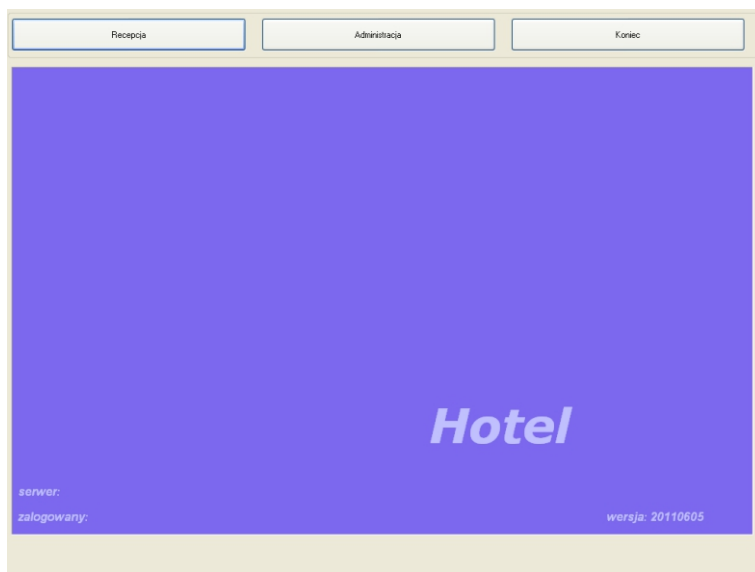 Recepcja Administracja Koniec
Hotel
serwer:
zalogowany: wersja: 20110605